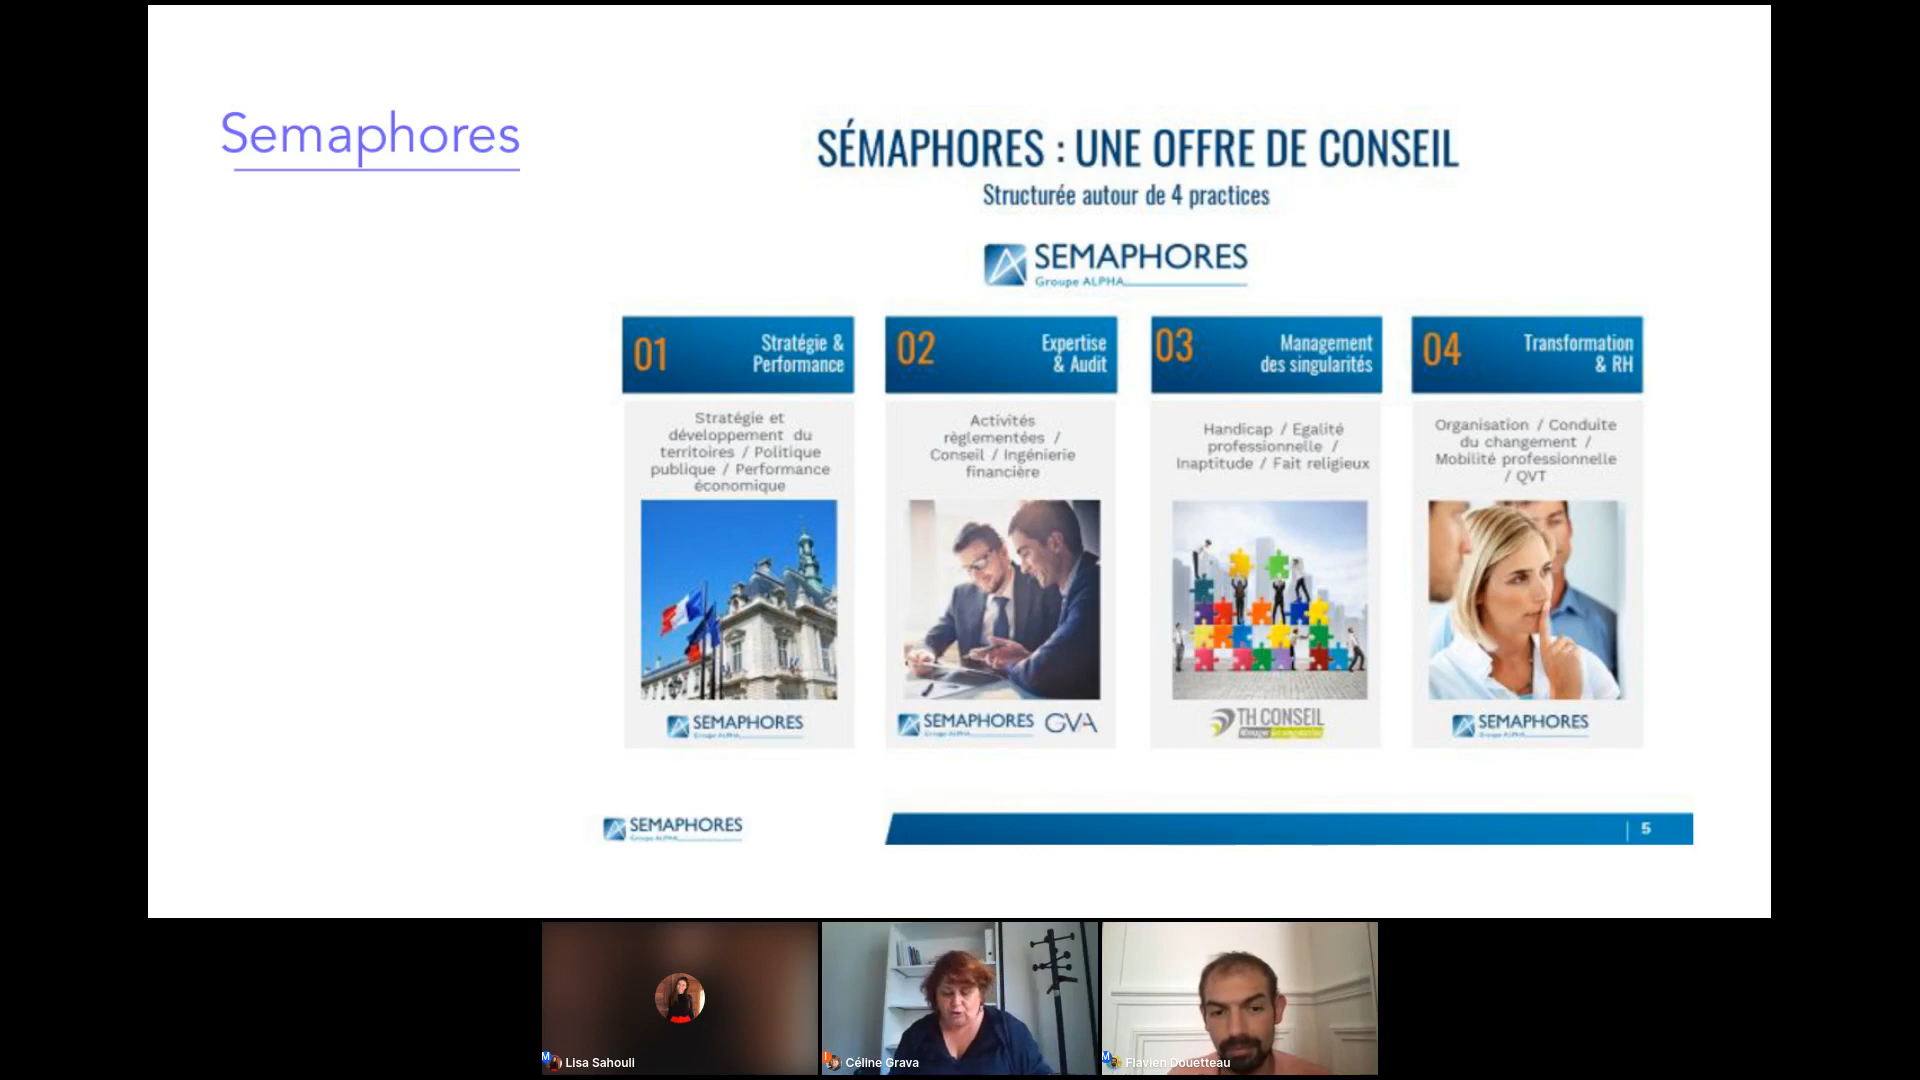 Semaphores
SÉMAPHORES : UNE OFFRE DE CONSEIL
Structurée autour de 4 practices
SEMAPHORES
Groupe ALPHA
01
Stratégie &
Performance
Stratégie et
développement du
territoires / Politique
publique / Performance
économique
SEMAPHORES
Groupe ALPHA
02
Expertise
& Audit
Activités
règlementées /
Conseil / Ingénierie
financière
SEMAPHORES
Groupe ALPHA
GVA
03
Management
des singularités
Handicap / Egalité
professionnelle /
Inaptitude / Fait religieux
TH CONSEIL
04
Transformation
& RH
Organisation / Conduite
du changement /
Mobilité professionnelle
/ QVT
SEMAPHORES
Groupe ALPHA
SEMAPHORES
Groupe ALPHA
5
Lisa Sahouli
Céline Grava
Flavien Douetteau